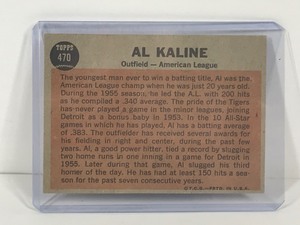 TOPPS
470
AL KALINE
Outfield — American League
The youngest man ever to win a batting title, Al was the
American League champ when he was just 20 years old.
During the 1955 season, he led the A.L. with 200 hits
as he compiled a .340 average. The pride of the Tigers
has never played a game in the minor leagues, joining
Detroit as a bonus baby in 1953. In the 10 All-Star
games in which he has played, Al has a batting average
of .383. The outfielder has received several awards for
his fielding in right and center, during the past few
seasons. Al, a good power hitter, tied a record of slugging
two home runs in one inning in a game for Detroit in
1955. Later during that game, Al slugged his third
homer of the day. He has had at least 150 hits a sea-
son for the past seven consecutive years.
©T.C.G. PRTD. IN U.S.A.